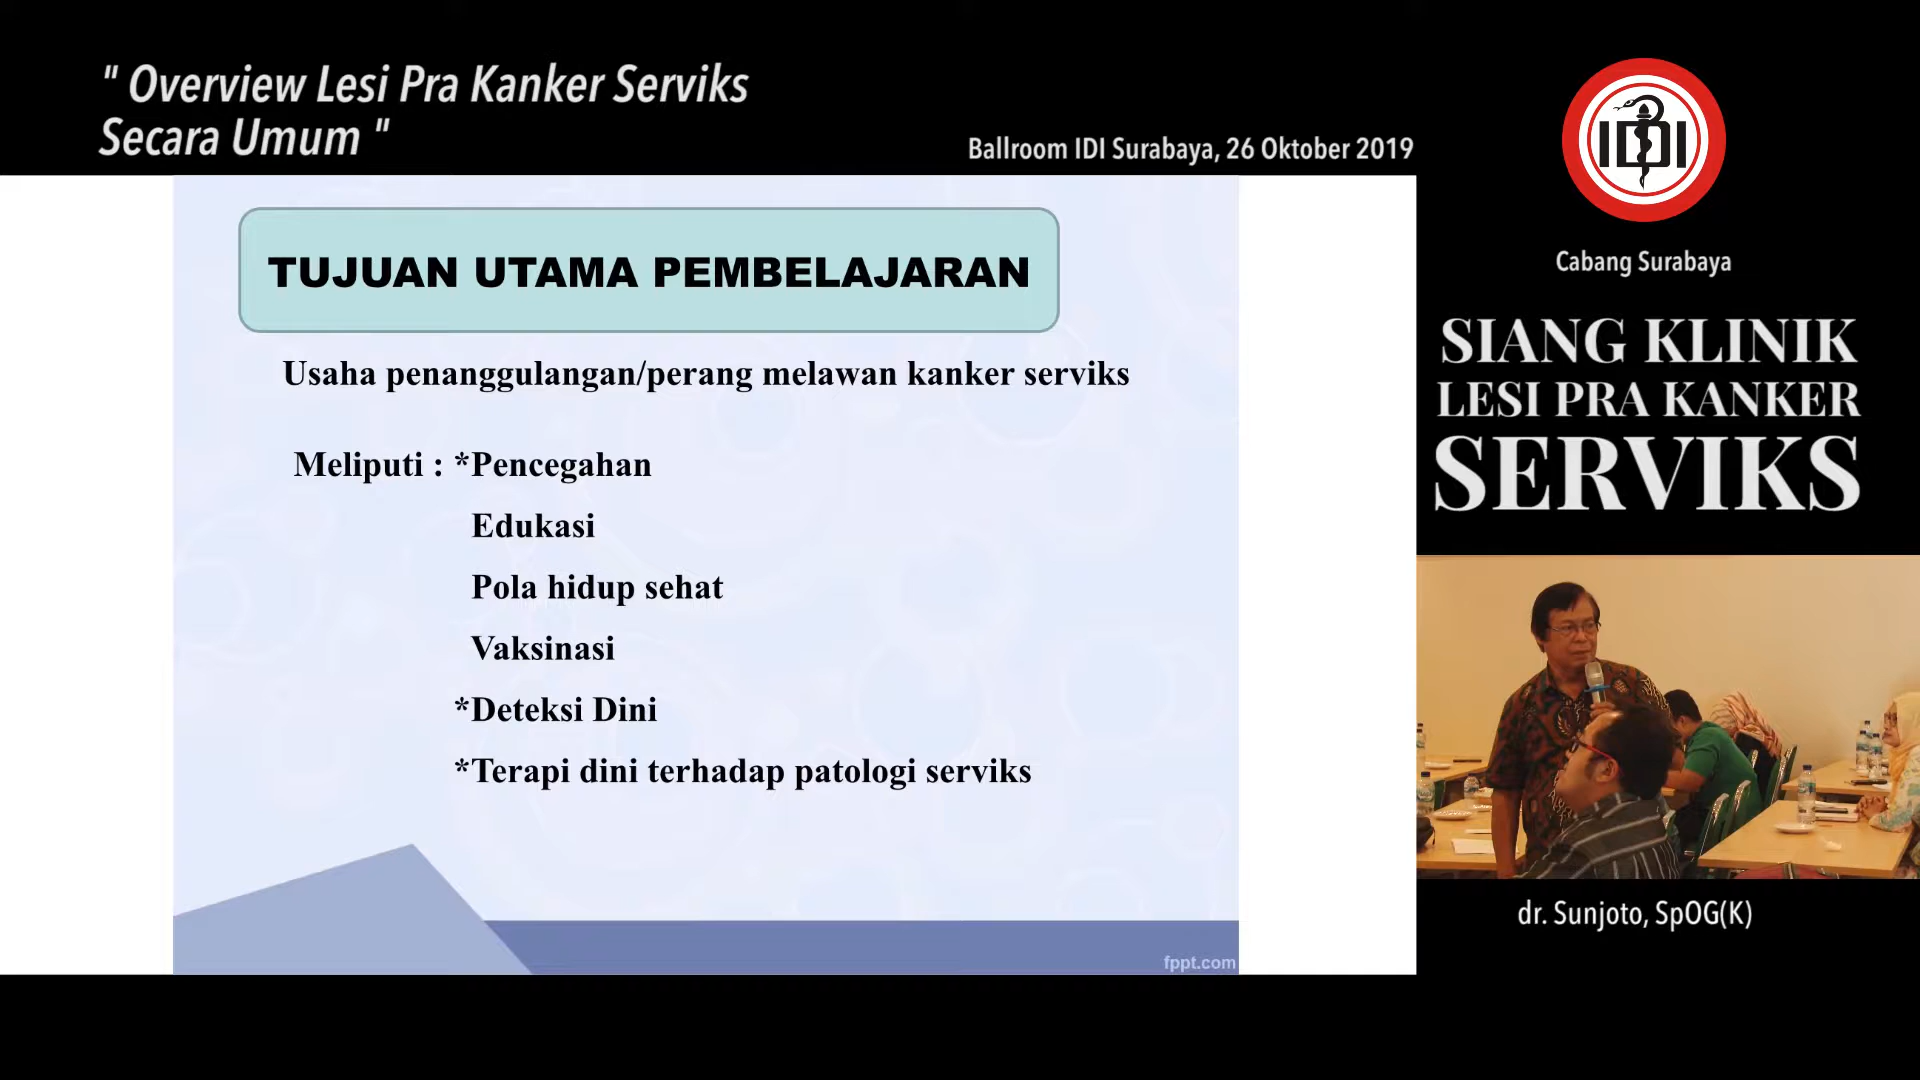 " Overview Lesi Pra Kanker Serviks
Secara Umum "
Ballroom IDI Surabaya, 26 Oktober 2019
IDI
Cabang Surabaya
SIANG KLINIK
LESI PRA KANKER
SERVIKS
TUJUAN UTAMA PEMBELAJARAN
Usaha penanggulangan/perang melawan kanker serviks
Meliputi : *Pencegahan
Edukasi
Pola hidup sehat
Vaksinasi
*Deteksi Dini
*Terapi dini terhadap patologi serviks
fppt.com
dr. Sunjoto, SpOG(K)